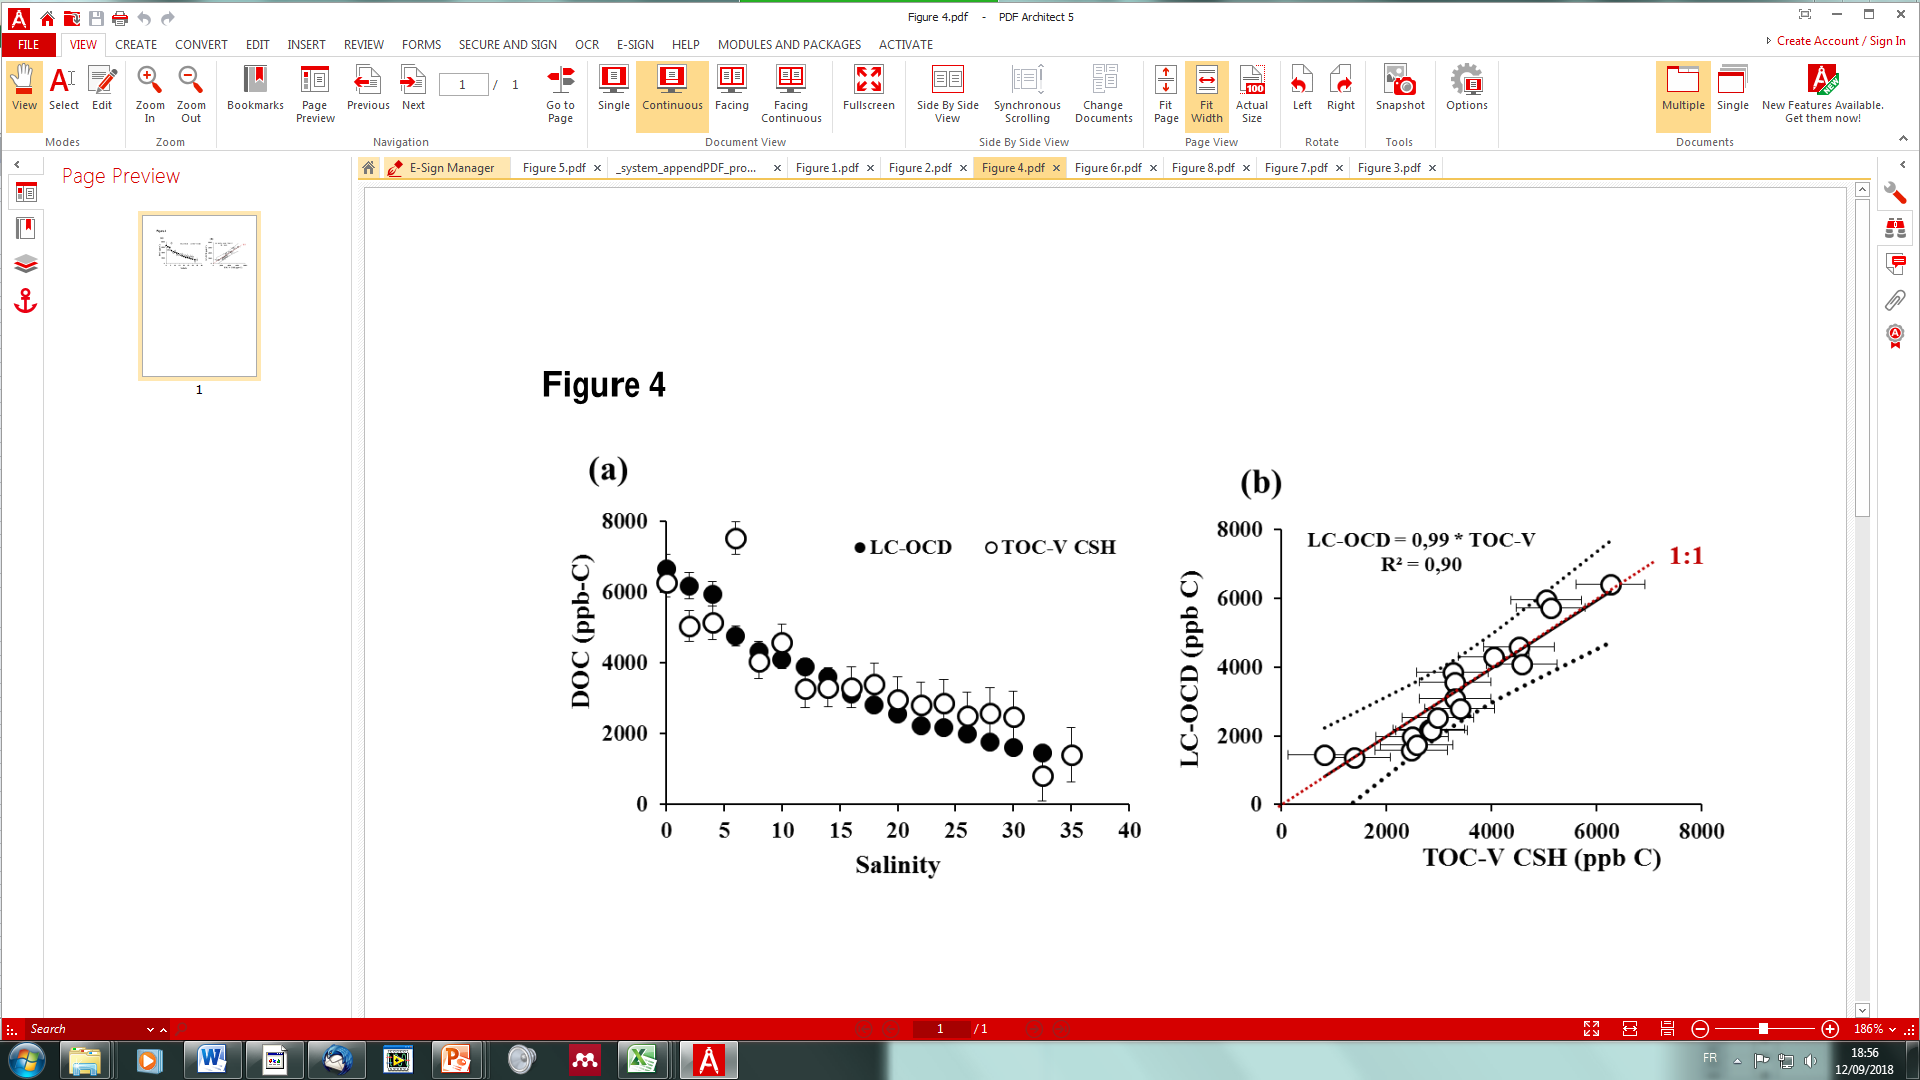 Figure 4.pdf - PDF Architect 5
FILE VIEW CREATE CONVERT EDIT INSERT REVIEW FORMS SECURE AND SIGN OCR E-SIGN HELP MODULES AND PACKAGES ACTIVATE
Create Account / Sign In
View Select Edit
Modes
Zoom In Zoom Out
Zoom
Bookmarks Page Preview Previous Next 1 / 1 Go to Page
Navigation
Single Continuous Facing Facing Continuous Fullscreen
Document View
Side By Side View Synchronous Scrolling Change Documents
Side By Side View
Fit Page Fit Width Actual Size
100
Page View
Left Right
Rotate
Snapshot
Tools
Options
Multiple Single
NEW
New Features Available. Get them now!
Documents
E-Sign Manager Figure 5.pdf _system_appendPDF_pro... Figure 1.pdf Figure 2.pdf Figure 4.pdf Figure 6r.pdf Figure 8.pdf Figure 7.pdf Figure 3.pdf
Page Preview
1
Figure 4
(a)
DOC (ppb-C)
8000
6000
4000
2000
0
LC-OCD TOC-V CSH
0 5 10 15 20 25 30 35 40
Salinity
(b)
LC-OCD (ppb C)
8000
6000
4000
2000
0
LC-OCD = 0,99 * TOC-V
R² = 0,90
1:1
0 2000 4000 6000 8000
TOC-V CSH (ppb C)
Search
1 / 1
186%
FR
18:56
12/09/2018